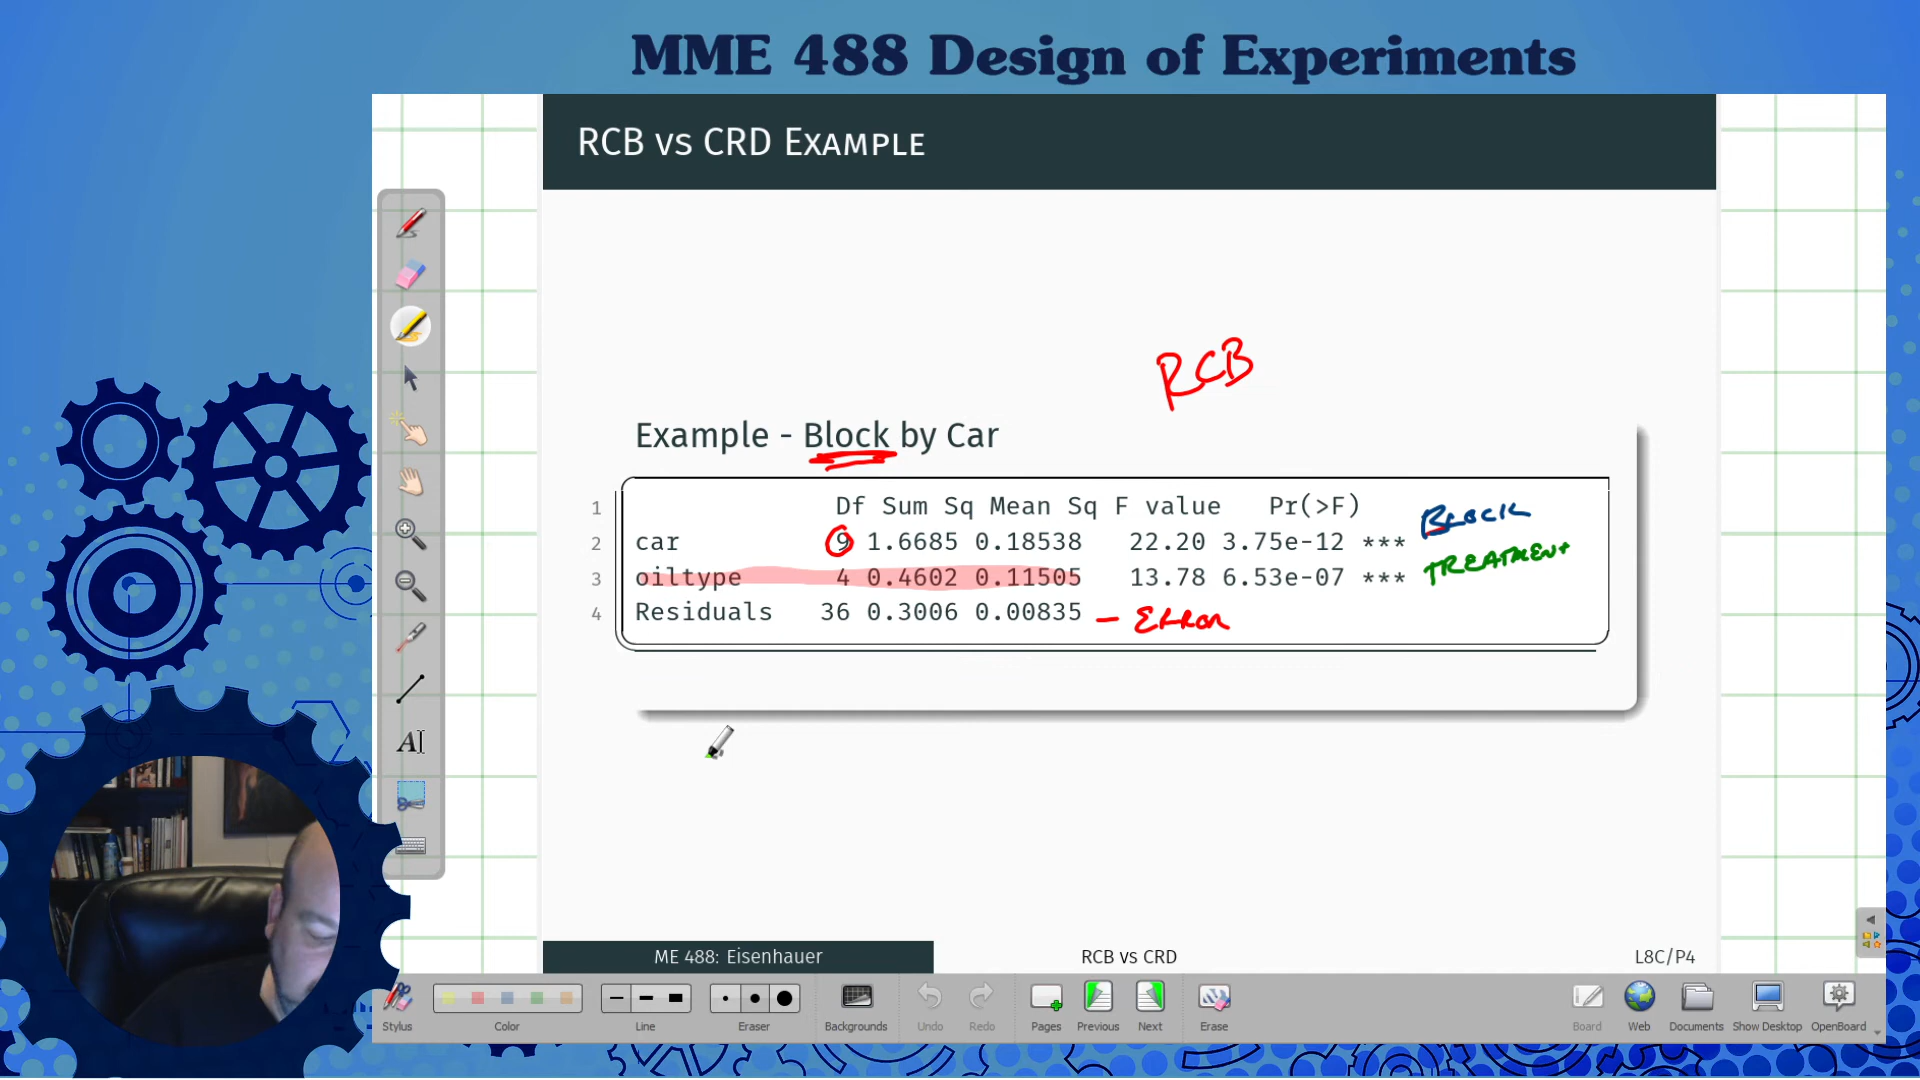 MME 488 Design of Experiments
RCB VS CRD EXAMPLE
RCB
Example - Block by Car
1 Df Sum Sq Mean Sq F value Pr(>F)
2 car 9 1.6685 0.18538 22.20 3.75e-12 *** BLOCK
3 oiltype 4 0.4602 0.11505 13.78 6.53e-07 *** TREATMENT
4 Residuals 36 0.3006 0.00835 - ERROR
AI
ME 488: Eisenhauer RCB vs CRD L8C/P4
Stylus Color Line Eraser Backgrounds Undo Redo Pages Previous Next Erase Board Web Documents Show Desktop OpenBoard